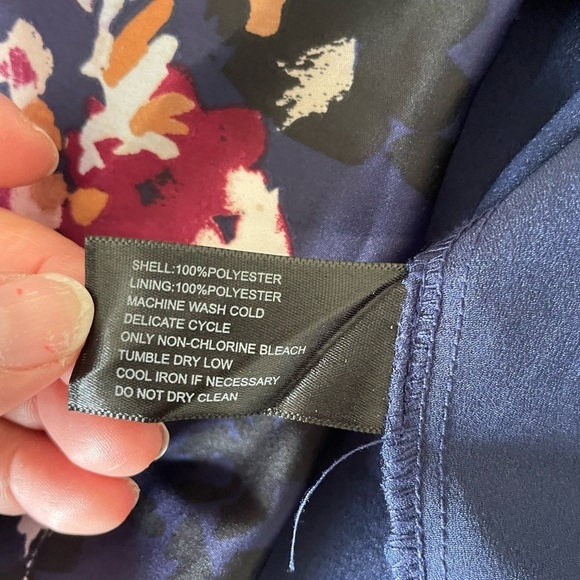 SHELL:100%POLYESTER
LINING:100%POLYESTER
MACHINE WASH COLD
DELICATE CYCLE
ONLY NON-CHLORINE BLEACH
TUMBLE DRY LOW
COOL IRON IF NECESSARY
DO NOT DRY CLEAN